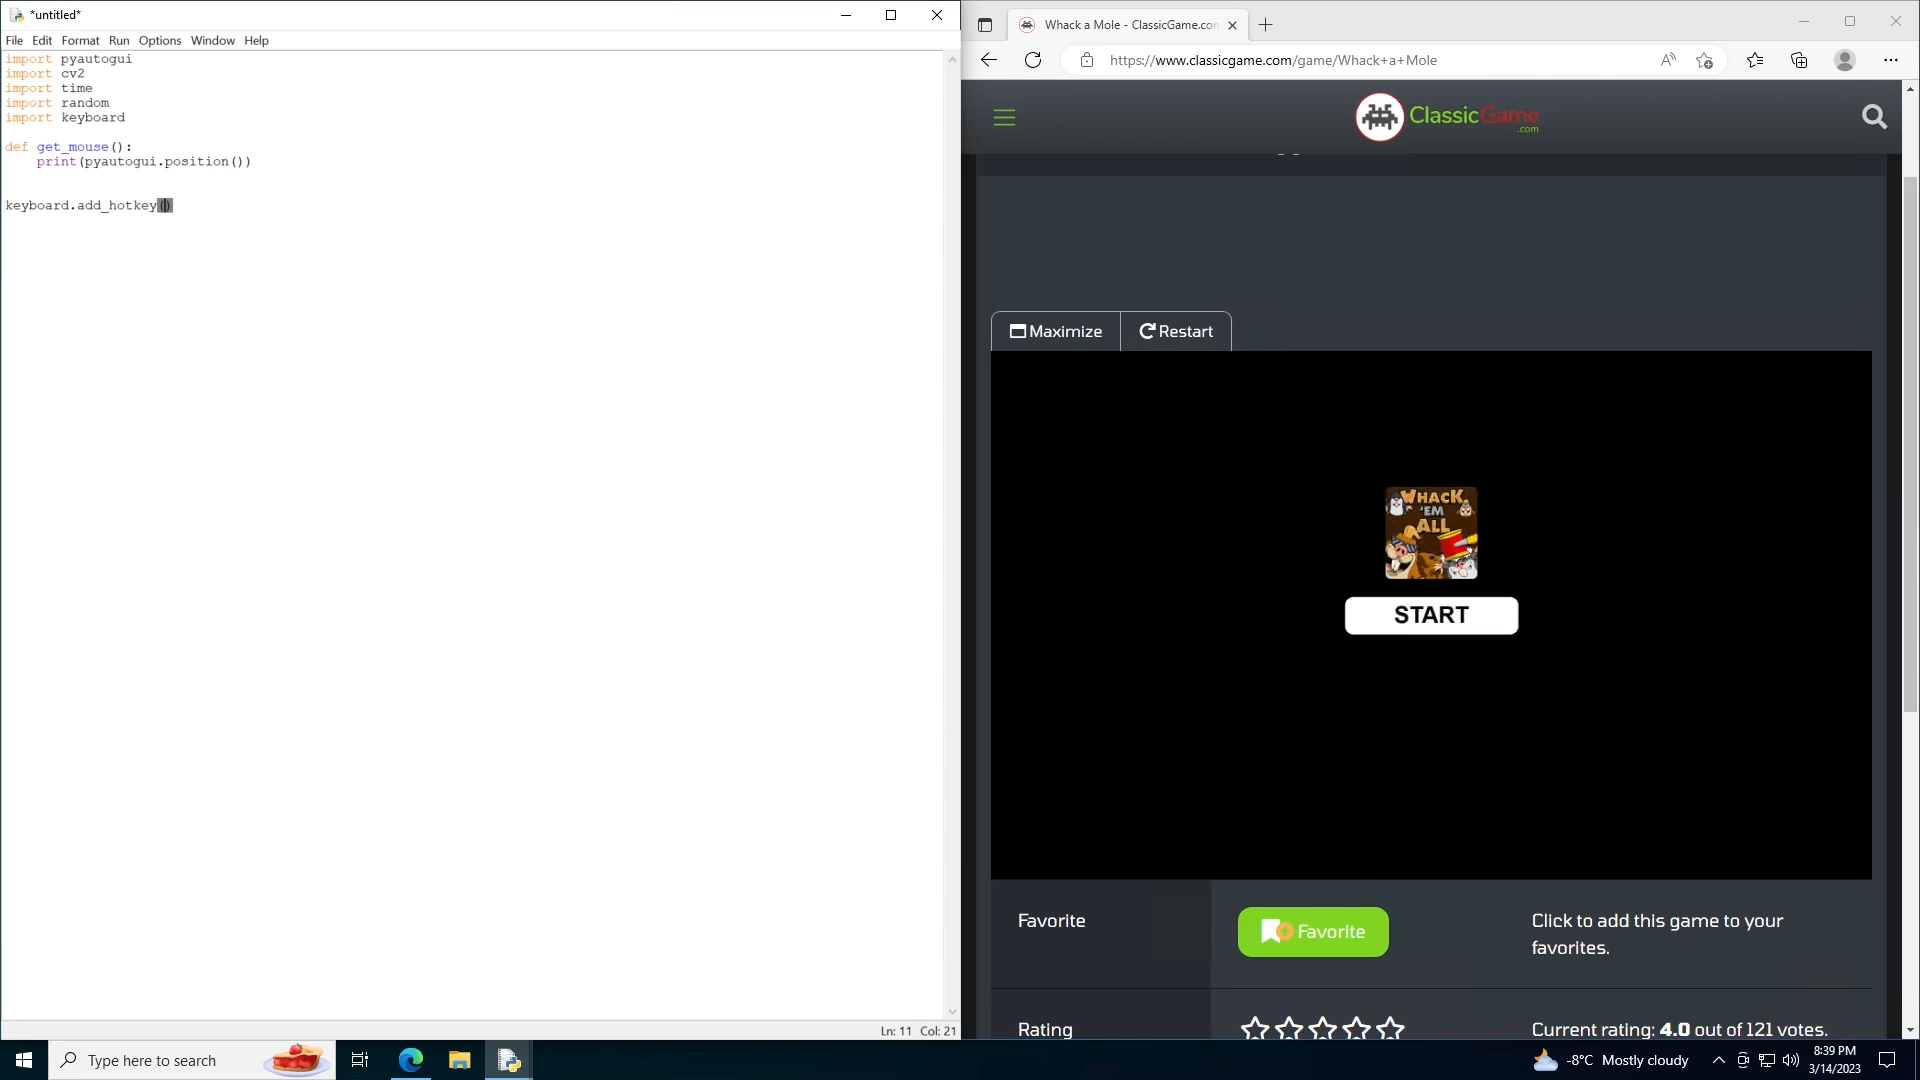 *untitled*
File Edit Format Run Options Window Help
import pyautogui
import cv2
import time
import random
import keyboard
def get_mouse():
    print(pyautogui.position())
keyboard.add_hotkey()
Ln: 11 Col: 21
Whack a Mole - ClassicGame.con
https://www.classicgame.com/game/Whack+a+Mole
ClassicGame
.com
Maximize
Restart
WHACK
'EM
ALL
START
Favorite
Favorite
Click to add this game to your
favorites.
Rating
Current rating: 4.0 out of 121 votes.
Type here to search
-8°C Mostly cloudy
8:39 PM
3/14/2023